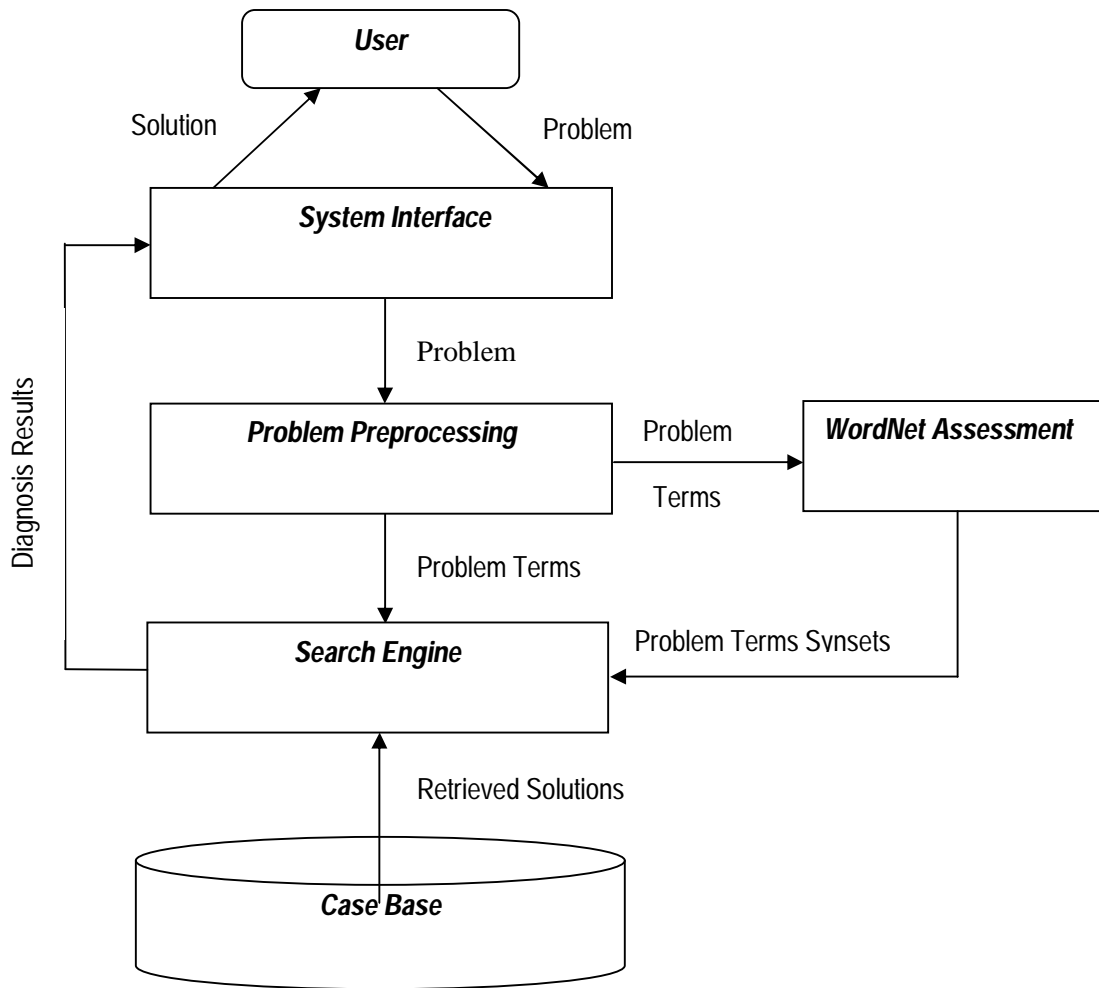 User
Solution
Problem
System Interface
Problem
Diagnosis Results
Problem Preprocessing
Problem
Terms
WordNet Assessment
Problem Terms
Search Engine
Problem Terms Synsets
Retrieved Solutions
Case Base